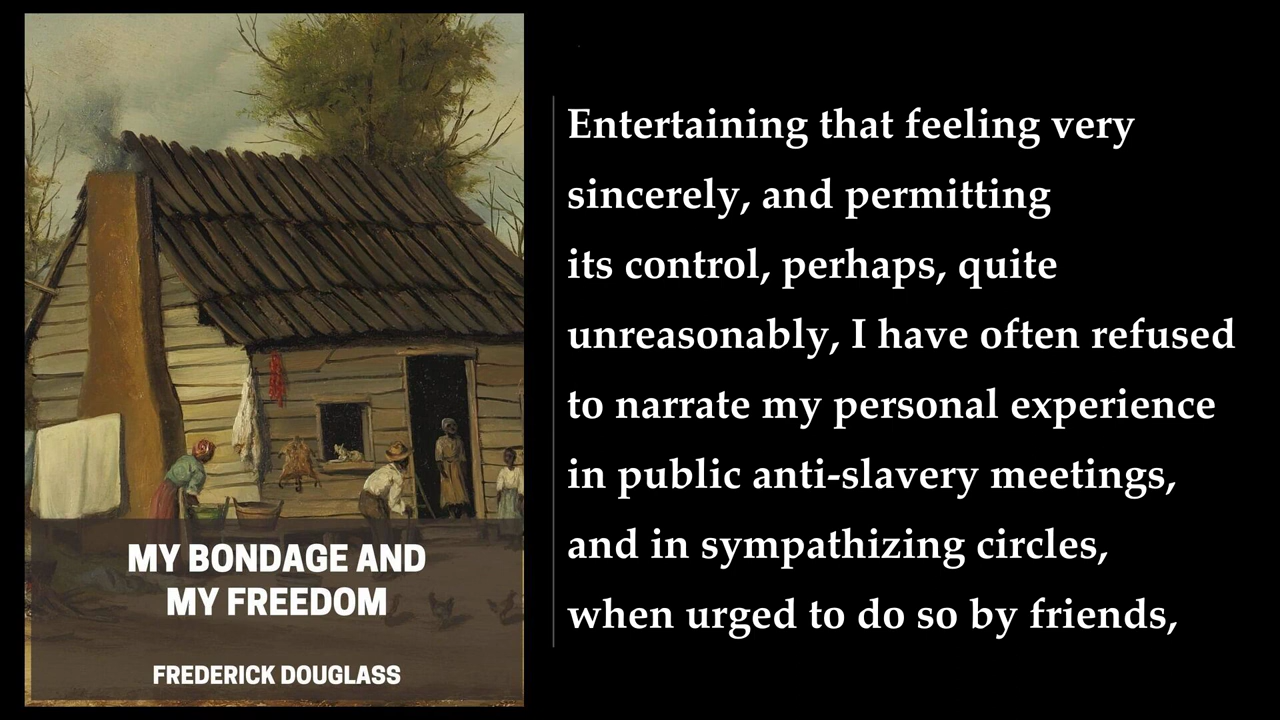 MY BONDAGE AND
MY FREEDOM
FREDERICK DOUGLASS
Entertaining that feeling very
sincerely, and permitting
its control, perhaps, quite
unreasonably, I have often refused
to narrate my personal experience
in public anti-slavery meetings,
and in sympathizing circles,
when urged to do so by friends,